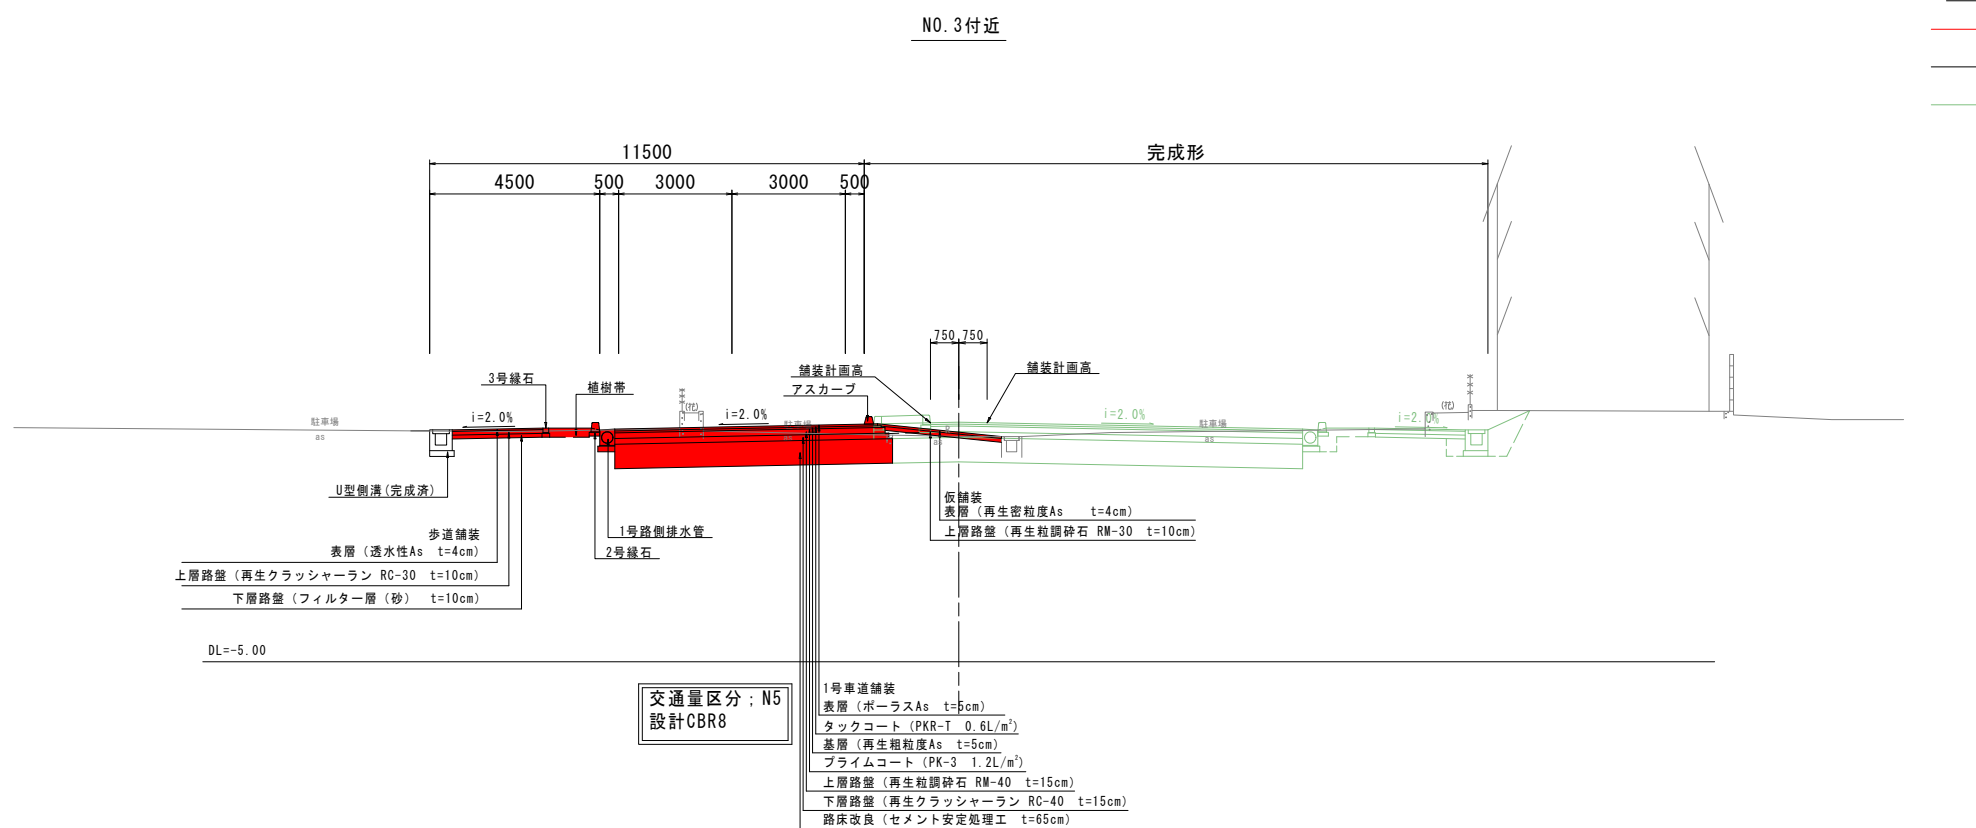 NO.3付近
11500
完成形
4500
500
3000
3000
500
750
750
舗装計画高
舗装計画高
アスカーブ
3号縁石
植樹帯
(花)
(花)
i=2.0%
i=2.0%
i=2.0%
i=2.0%
駐車場
as
駐車場
as
as
駐車場
as
U型側溝(完成済)
歩道舗装
表層（透水性As t=4cm）
上層路盤（再生クラッシャーラン RC-30 t=10cm）
下層路盤（フィルター層（砂） t=10cm）
1号路側排水管
2号縁石
仮舗装
表層（再生密粒度As t=4cm）
上層路盤（再生粒調砕石 RM-30 t=10cm）
DL=-5.00
交通量区分；N5
設計CBR8
1号車道舗装
表層（ポーラスAs t=5cm）
タックコート（PKR-T 0.6L/m²）
基層（再生粗粒度As t=5cm）
プライムコート（PK-3 1.2L/m²）
上層路盤（再生粒調砕石 RM-40 t=15cm）
下層路盤（再生クラッシャーラン RC-40 t=15cm）
路床改良（セメント安定処理工 t=65cm）